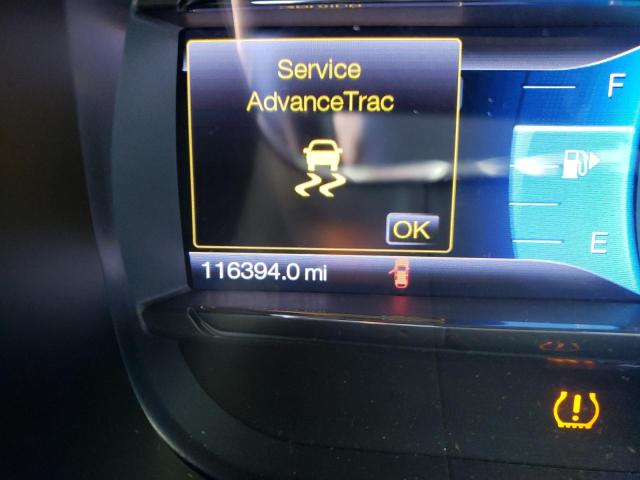 Service
AdvanceTrac
OK
116394.0 mi
F
E